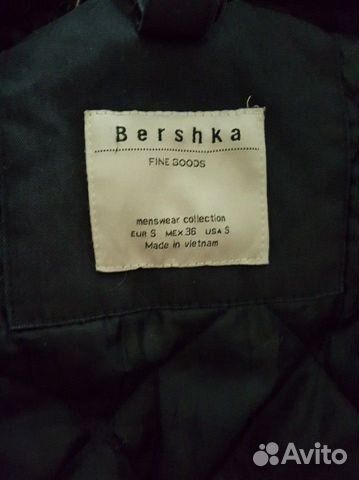 Bershka
FINE GOODS
menswear collection
EUR S MEX 36 USA S
Made in vietnam
Avito